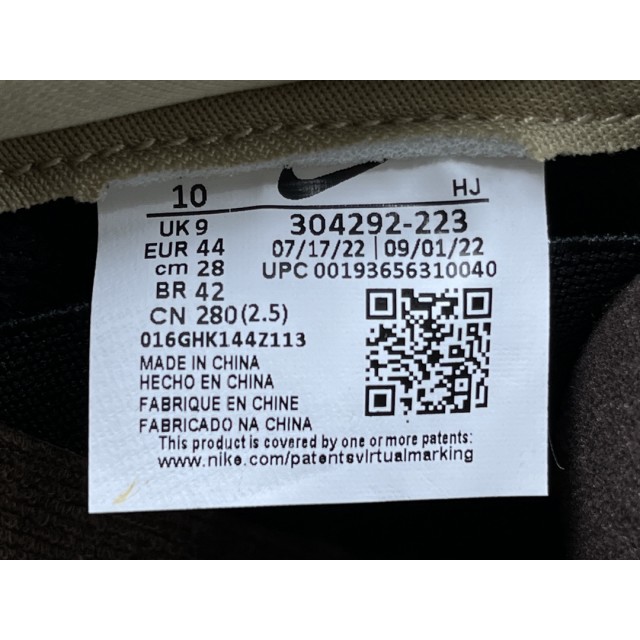 10 HJ
UK 9 304292-223
EUR 44 07/17/22 | 09/01/22
cm 28 UPC 00193656310040
BR 42
CN 280(2.5)
016GHK144Z113
MADE IN CHINA
HECHO EN CHINA
FABRIQUE EN CHINE
FABRICADO NA CHINA
This product is covered by one or more patents:
www.nike.com/patentsvirtualmarking